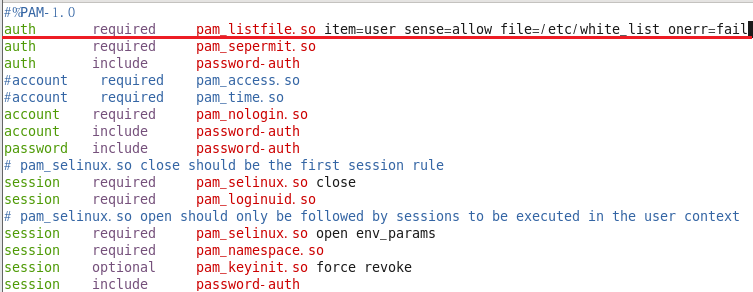 #%PAM-1.0
auth       required     pam_listfile.so item=user sense=allow file=/etc/white_list onerr=fail
auth       required     pam_sepermit.so
auth       include      password-auth
#account    required    pam_access.so
#account    required    pam_time.so
account    required     pam_nologin.so
account    include      password-auth
password   include      password-auth
# pam_selinux.so close should be the first session rule
session    required     pam_selinux.so close
session    required     pam_loginuid.so
# pam_selinux.so open should only be followed by sessions to be executed in the user context
session    required     pam_selinux.so open env_params
session    required     pam_namespace.so
session    optional     pam_keyinit.so force revoke
session    include      password-auth